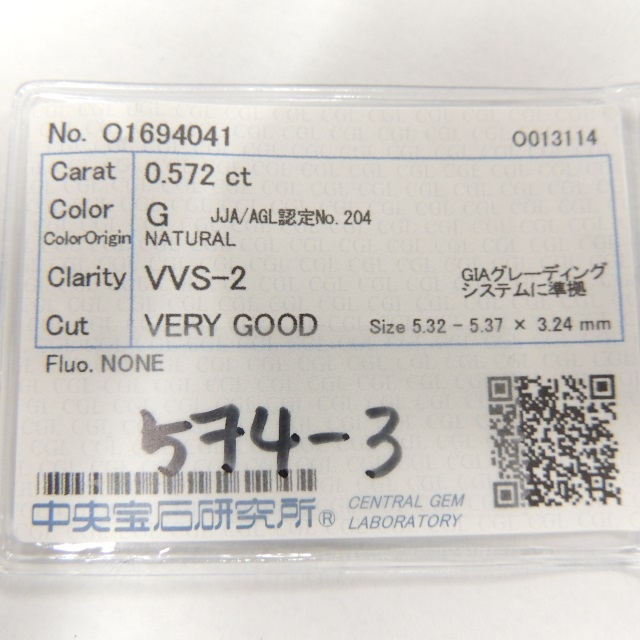 No. O1694041 O013114
Carat 0.572 ct
Color G JJA/AGL認定No.204
ColorOrigin NATURAL
Clarity VVS-2 GIAグレーディング
システムに準拠
Cut VERY GOOD Size 5.32 - 5.37 × 3.24 mm
Fluo. NONE
574-3
中央宝石研究所® CENTRAL GEM
LABORATORY